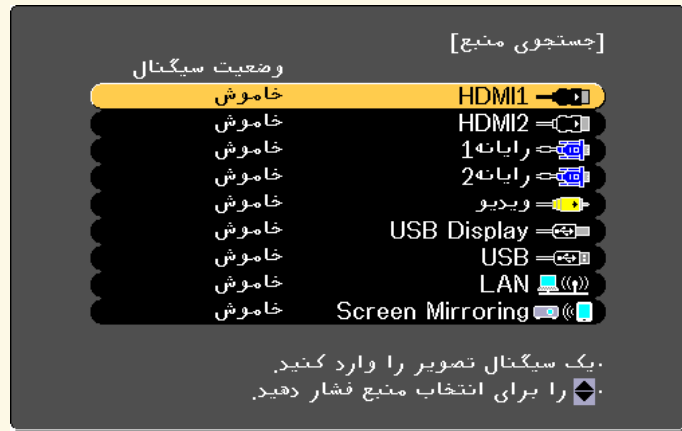 [جستجوی منبع]
وضعیت سیگنال
HDMI1 خاموش
HDMI2 خاموش
رایانه1 خاموش
رایانه2 خاموش
ویدیو خاموش
USB Display خاموش
USB خاموش
LAN خاموش
Screen Mirroring خاموش
·یک سیگنال تصویر را وارد کنید.
·را برای انتخاب منبع فشار دهید.